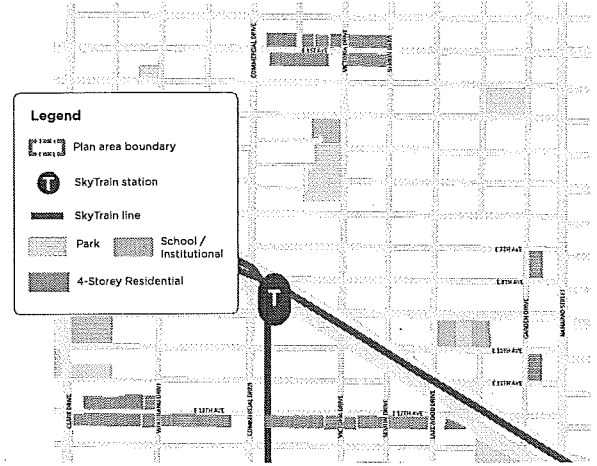 COMMERCIAL DRIVE
E 1ST AVE
VICTORIA DRIVE
Legend
Plan area boundary
T
SkyTrain station
SkyTrain line
Park
School /
Institutional
4-Storey Residential
E 7TH AVE
E 8TH AVE
T
GARDEN DRIVE
NANAIMO STREET
E 10TH AVE
E 11TH AVE
CLARK DRIVE
WOODLAND DRIVE
E 12TH AVE
COMMERCIAL DRIVE
VICTORIA DRIVE
SEMLIN DRIVE
E 12TH AVE
LAKEWOOD DRIVE